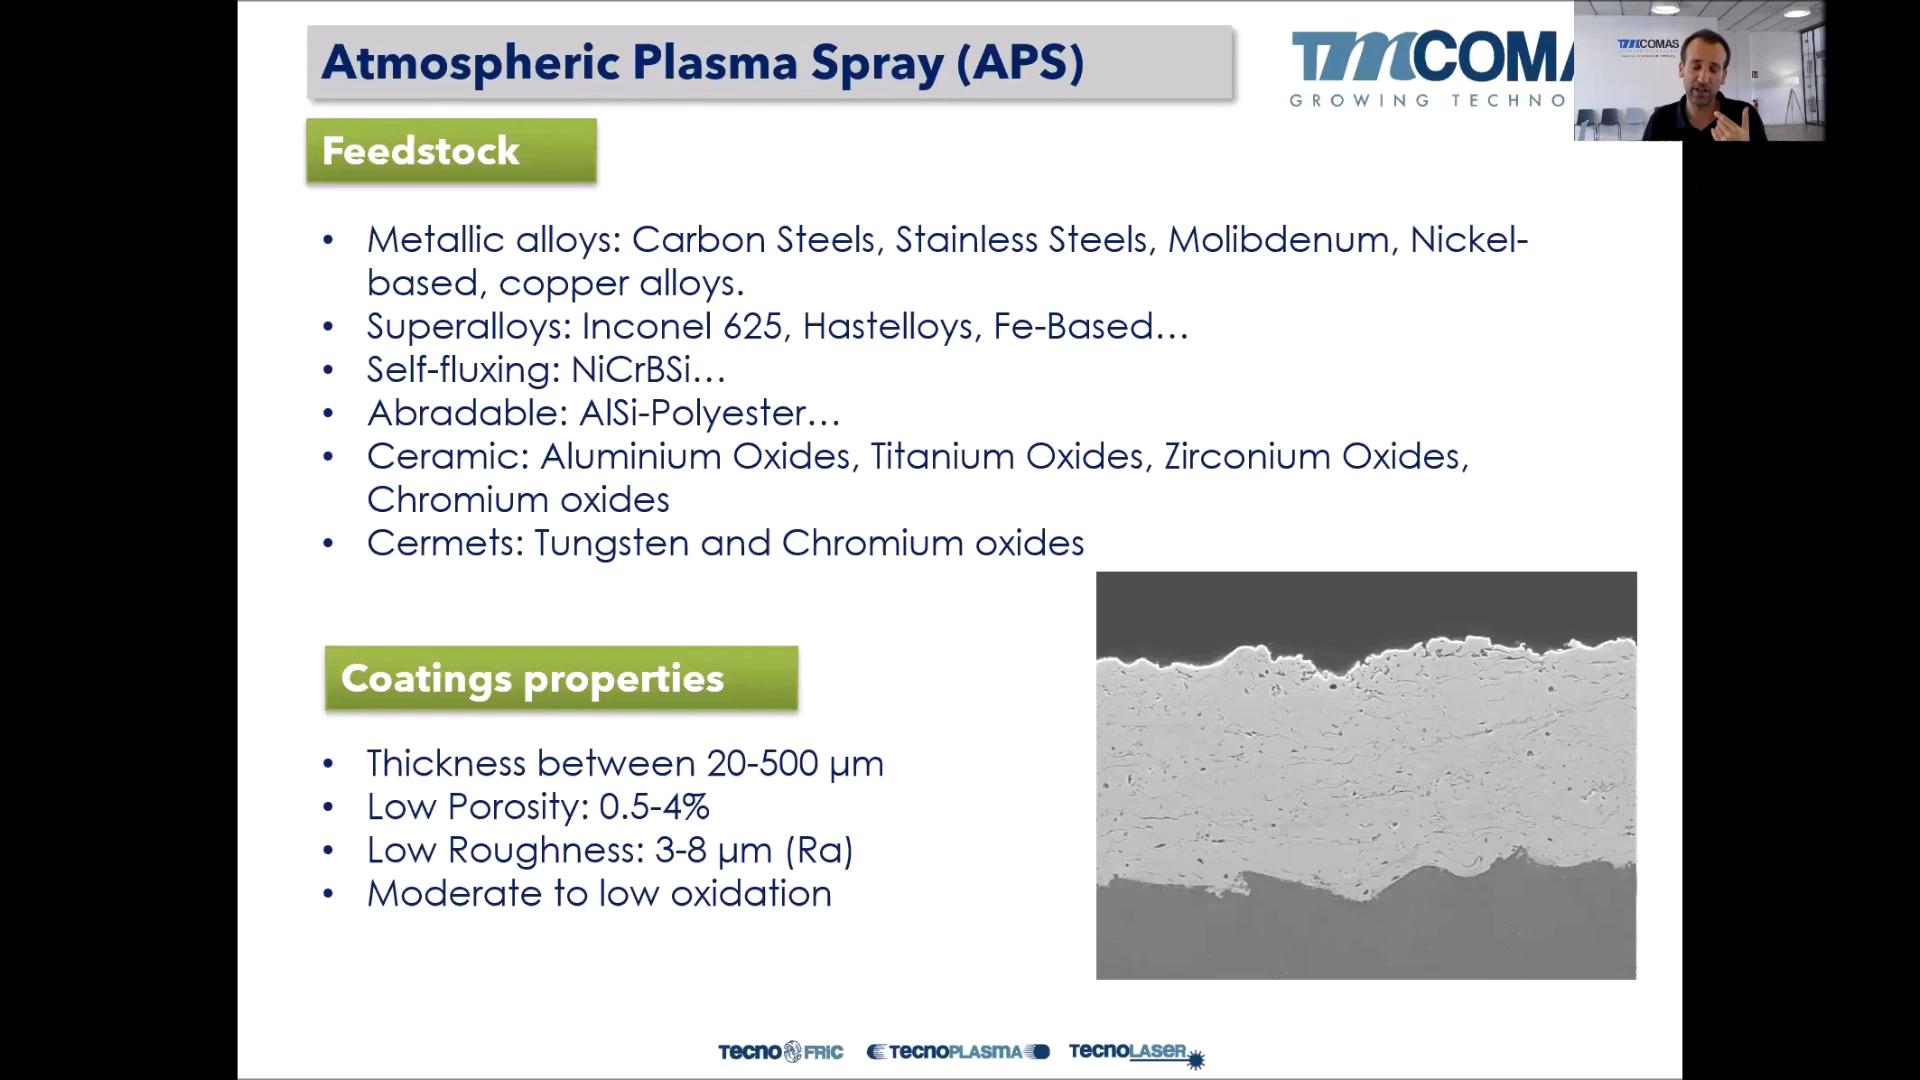 Atmospheric Plasma Spray (APS)
TMCOMA
GROWING TECHNO
TMCOMAS
Feedstock
• Metallic alloys: Carbon Steels, Stainless Steels, Molibdenum, Nickel-
based, copper alloys.
• Superalloys: Inconel 625, Hastelloys, Fe-Based…
• Self-fluxing: NiCrBSi…
• Abradable: AlSi-Polyester…
• Ceramic: Aluminium Oxides, Titanium Oxides, Zirconium Oxides,
Chromium oxides
• Cermets: Tungsten and Chromium oxides
Coatings properties
• Thickness between 20-500 µm
• Low Porosity: 0.5-4%
• Low Roughness: 3-8 µm (Ra)
• Moderate to low oxidation
TECNOFRIC TECNOPLASMA TECNOLASER